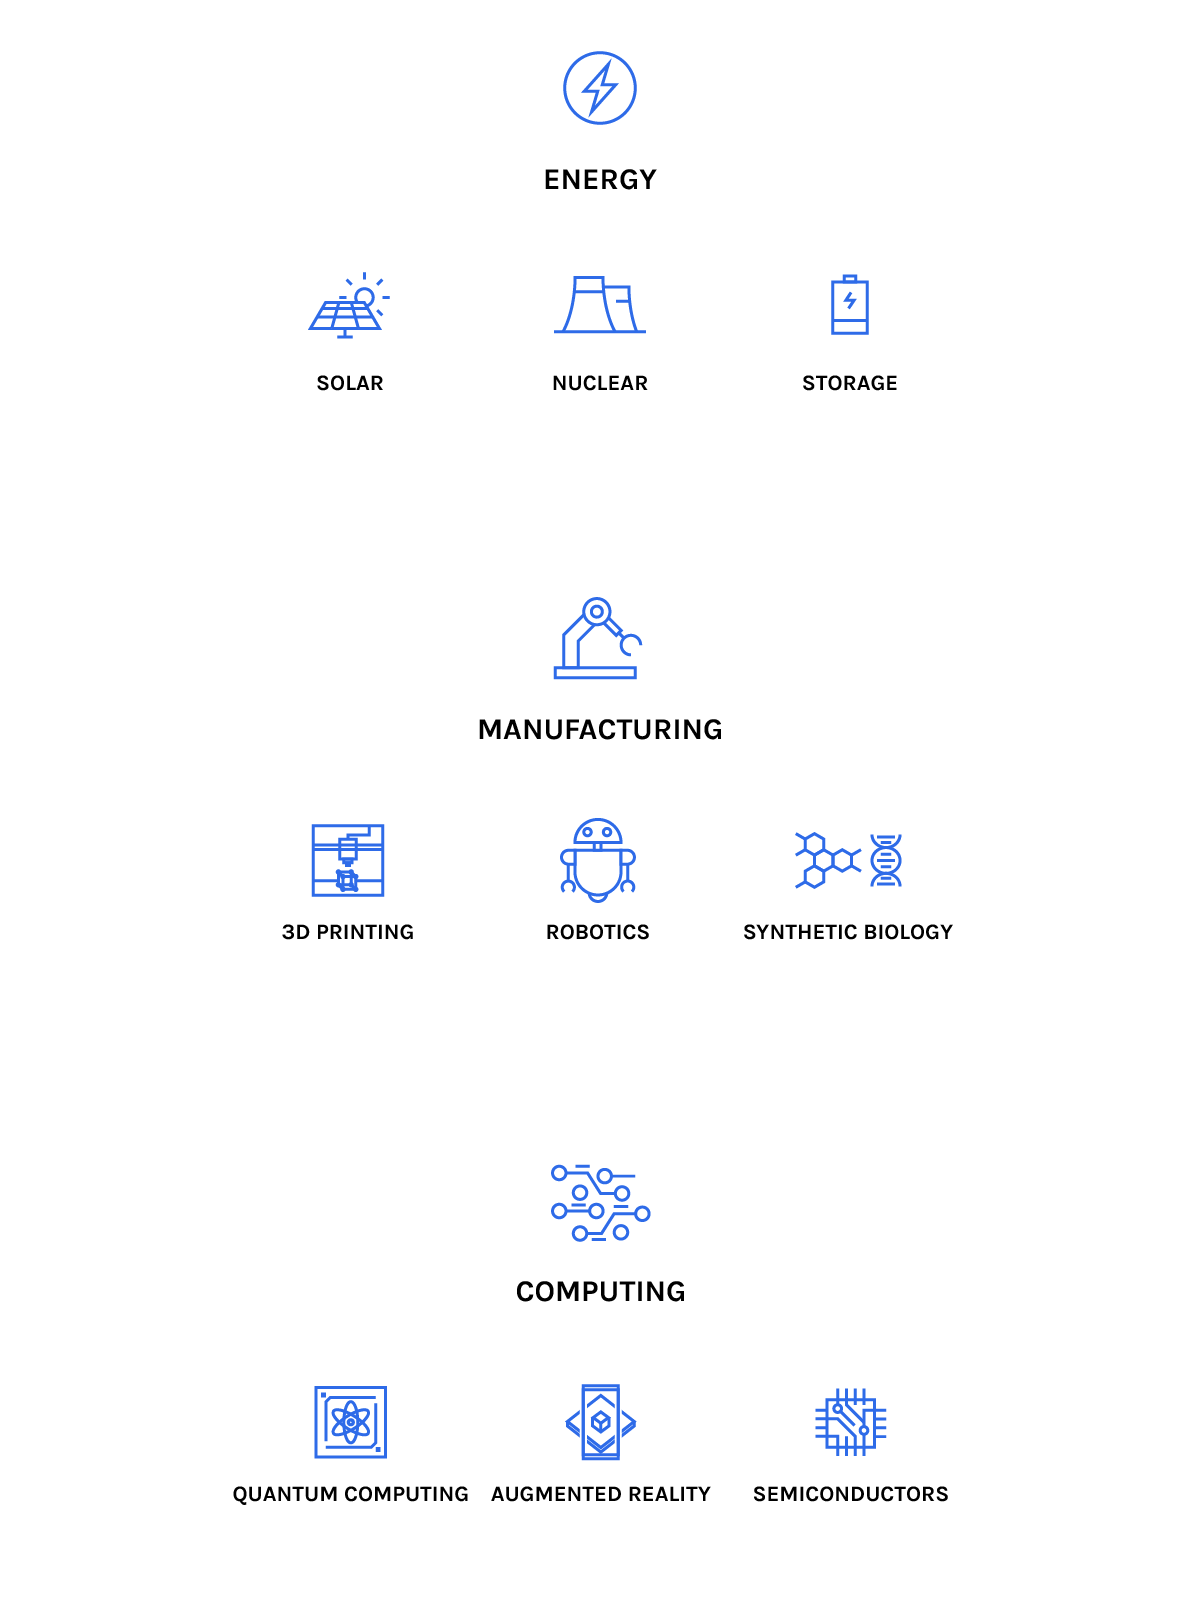 ENERGY
SOLAR
NUCLEAR
STORAGE
MANUFACTURING
3D PRINTING
ROBOTICS
SYNTHETIC BIOLOGY
COMPUTING
QUANTUM COMPUTING
AUGMENTED REALITY
SEMICONDUCTORS